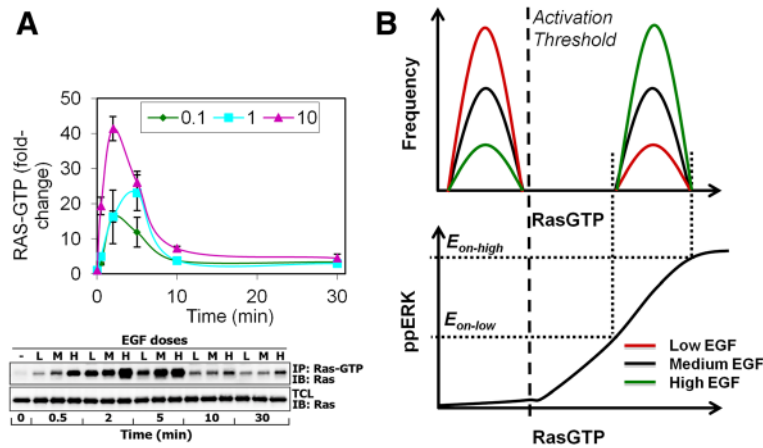 A
RAS-GTP (fold-
change)
50
40
30
20
10
0
0.1
1
10
0
10
20
30
Time (min)
EGF doses
- L M H L M H L M H L M H L M H
IP: Ras-GTP
IB: Ras
TCL
IB: Ras
0 0.5 2 5 10 30
Time (min)
B
Activation
Threshold
Frequency
RasGTP
Eon-high
Eon-low
ppERK
Low EGF
Medium EGF
High EGF
RasGTP